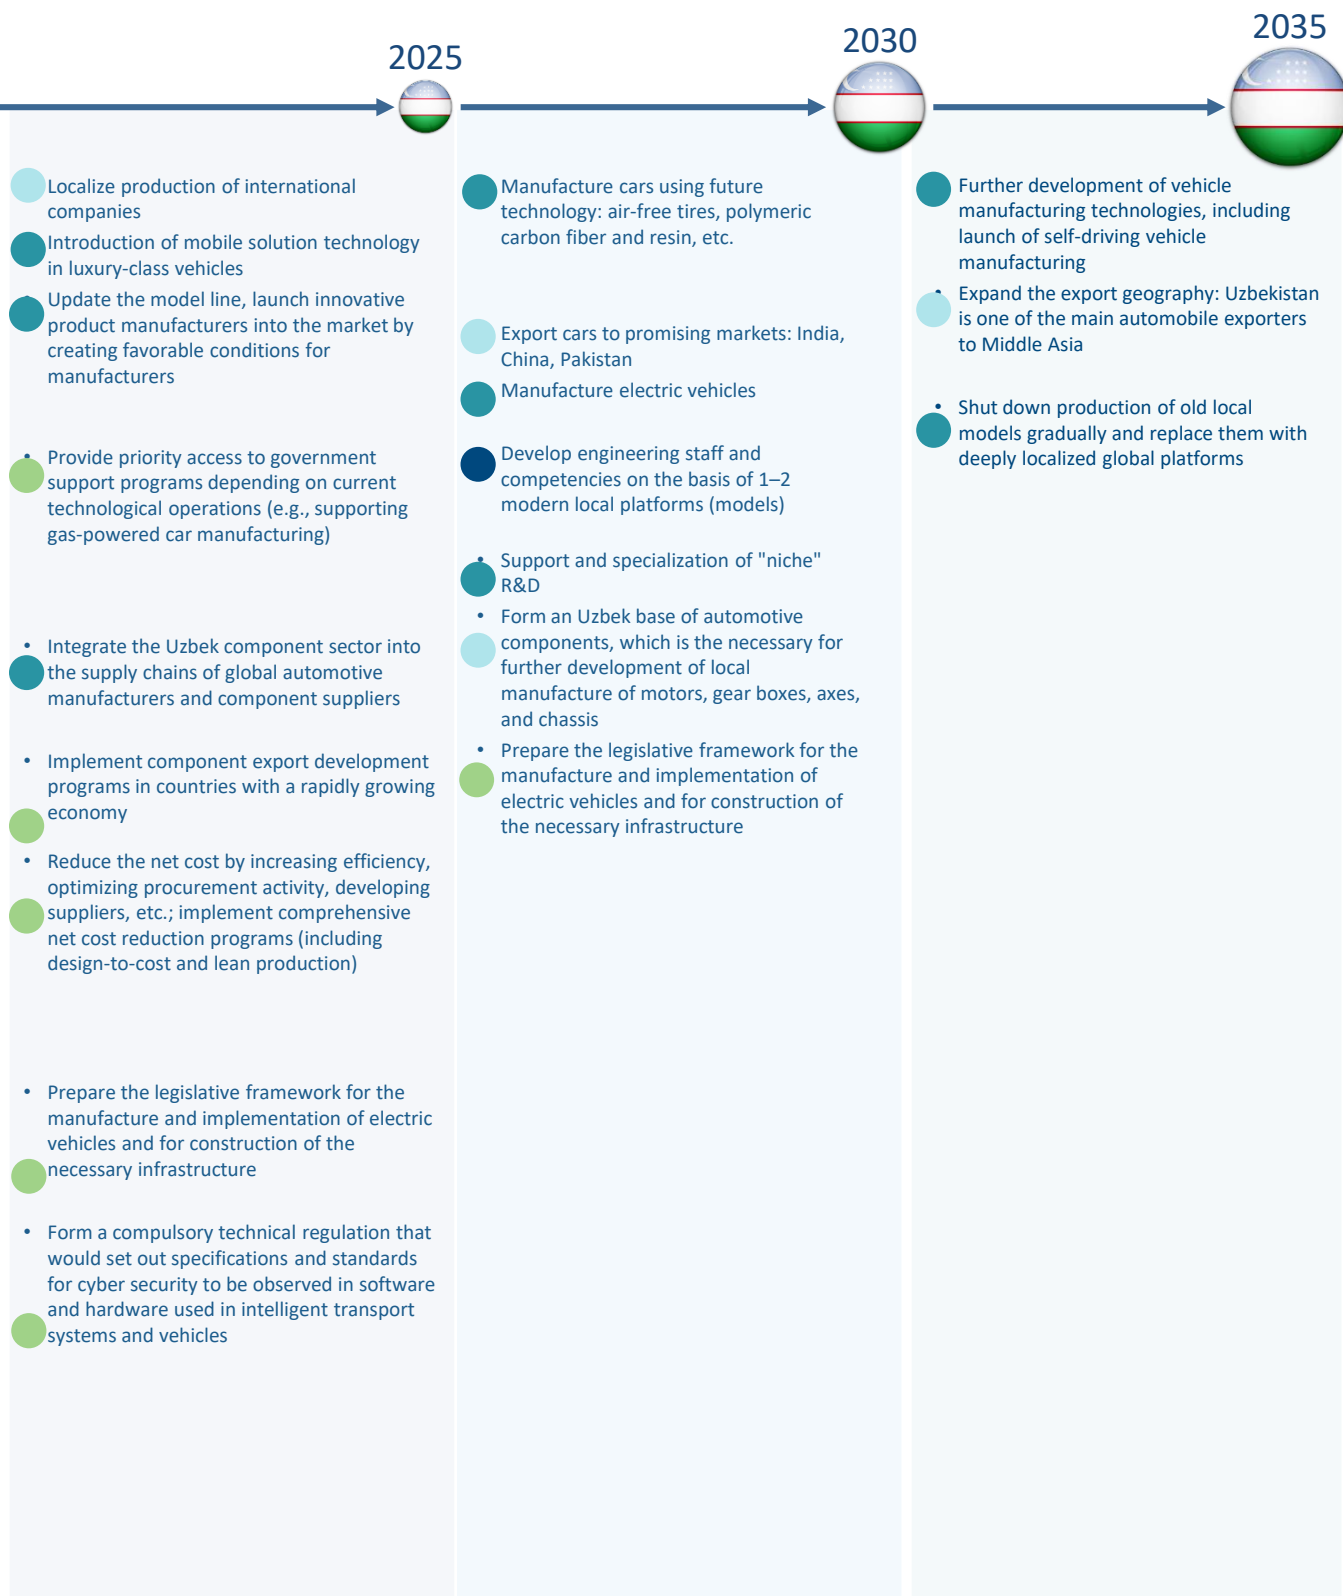 2025
2030
2035
• Localize production of international
companies
• Introduction of mobile solution technology
in luxury-class vehicles
• Update the model line, launch innovative
product manufacturers into the market by
creating favorable conditions for
manufacturers
• Provide priority access to government
support programs depending on current
technological operations (e.g., supporting
gas-powered car manufacturing)
• Integrate the Uzbek component sector into
the supply chains of global automotive
manufacturers and component suppliers
• Implement component export development
programs in countries with a rapidly growing
economy
• Reduce the net cost by increasing efficiency,
optimizing procurement activity, developing
suppliers, etc.; implement comprehensive
net cost reduction programs (including
design-to-cost and lean production)
• Prepare the legislative framework for the
manufacture and implementation of electric
vehicles and for construction of the
necessary infrastructure
• Form a compulsory technical regulation that
would set out specifications and standards
for cyber security to be observed in software
and hardware used in intelligent transport
systems and vehicles
Manufacture cars using future
technology: air-free tires, polymeric
carbon fiber and resin, etc.
Export cars to promising markets: India,
China, Pakistan
Manufacture electric vehicles
Develop engineering staff and
competencies on the basis of 1–2
modern local platforms (models)
• Support and specialization of "niche"
R&D
• Form an Uzbek base of automotive
components, which is the necessary for
further development of local
manufacture of motors, gear boxes, axes,
and chassis
• Prepare the legislative framework for the
manufacture and implementation of
electric vehicles and for construction of
the necessary infrastructure
Further development of vehicle
manufacturing technologies, including
launch of self-driving vehicle
manufacturing
• Expand the export geography: Uzbekistan
is one of the main automobile exporters
to Middle Asia
• Shut down production of old local
models gradually and replace them with
deeply localized global platforms